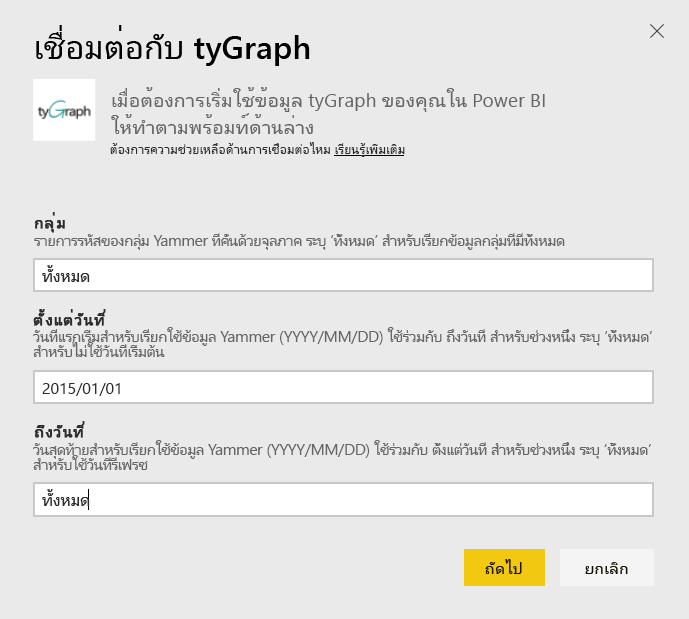 เชื่อมต่อกับ tyGraph
tyGraph
เมื่อต้องการเริ่มใช้ข้อมูล tyGraph ของคุณใน Power BI
ให้ทำตามพร้อมท์ด้านล่าง
ต้องการความช่วยเหลือด้านการเชื่อมต่อไหม เรียนรู้เพิ่มเติม
กลุ่ม
รายการรหัสของกลุ่ม Yammer ที่คั่นด้วยจุลภาค ระบุ 'ทั้งหมด' สำหรับเรียกข้อมูลกลุ่มที่มีทั้งหมด
ทั้งหมด
ตั้งแต่วันที่
วันที่แรกเริ่มสำหรับเรียกใช้ข้อมูล Yammer (YYYY/MM/DD) ใช้ร่วมกับ ถึงวันที่ สำหรับช่วงหนึ่ง ระบุ 'ทั้งหมด'
สำหรับไม่ใช้วันที่เริ่มต้น
2015/01/01
ถึงวันที่
วันสุดท้ายสำหรับเรียกใช้ข้อมูล Yammer (YYYY/MM/DD) ใช้ร่วมกับ ตั้งแต่วันที่ สำหรับช่วงหนึ่ง ระบุ 'ทั้งหมด'
สำหรับใช้วันที่รีเฟรช
ทั้งหมด
ถัดไป
ยกเลิก